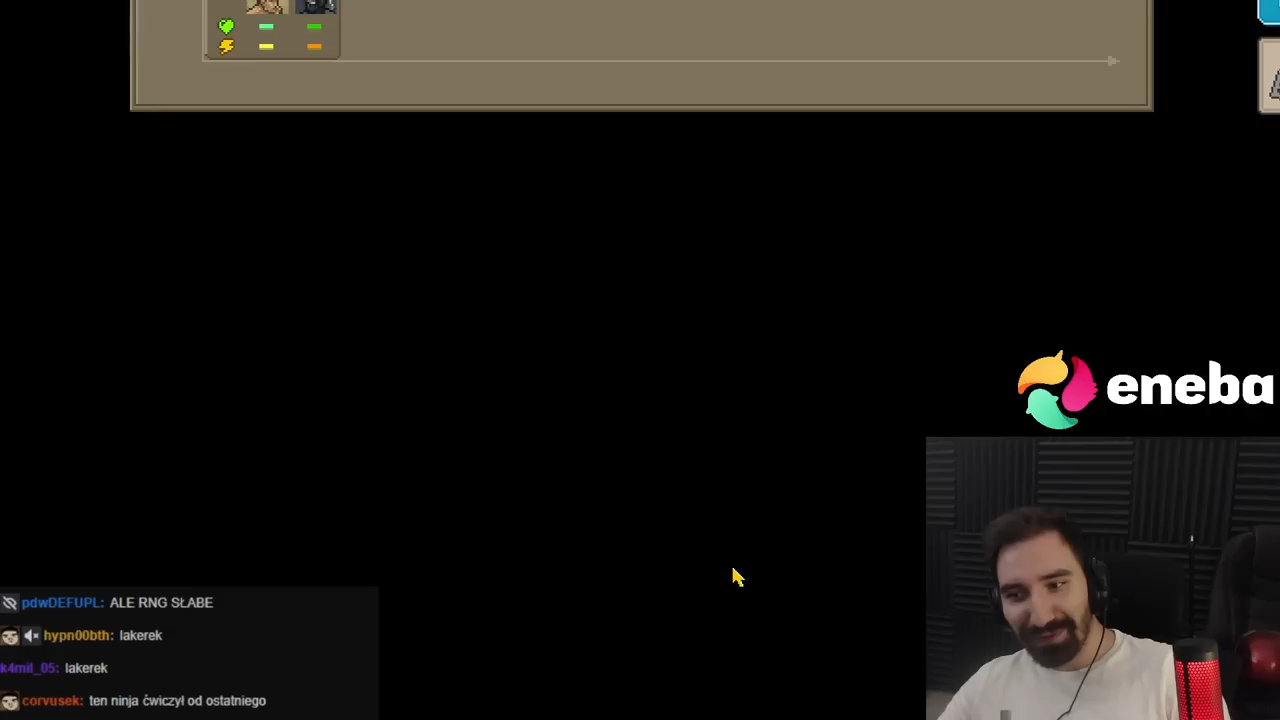 eneba
pdwDEFUPL: ALE RNG SŁABE
hypn00bth: lakerek
k4mil_05: lakerek
corvusek: ten ninja ćwiczył od ostatniego